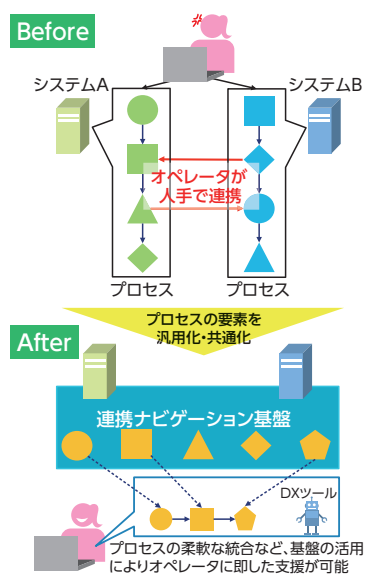 Before
システムA
システムB
オペレータが
人手で連携
プロセス
プロセス
プロセスの要素を
汎用化・共通化
After
連携ナビゲーション基盤
DXツール
プロセスの柔軟な統合など、基盤の活用
によりオペレータに即した支援が可能